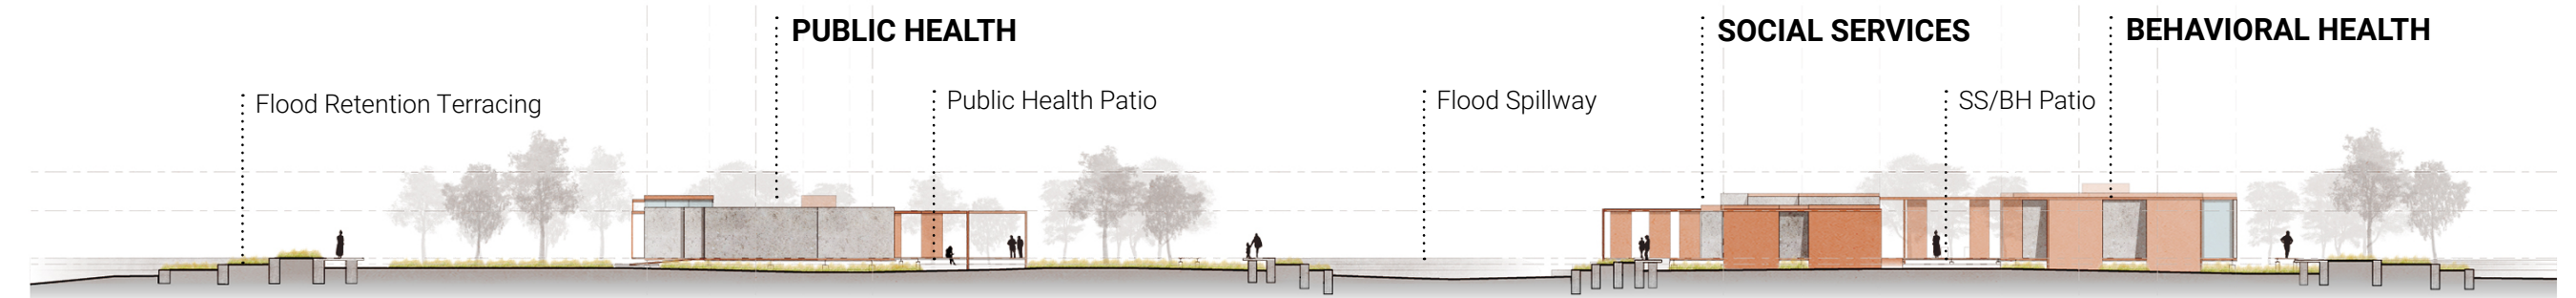 PUBLIC HEALTH
SOCIAL SERVICES
BEHAVIORAL HEALTH
Flood Retention Terracing
Public Health Patio
Flood Spillway
SS/BH Patio